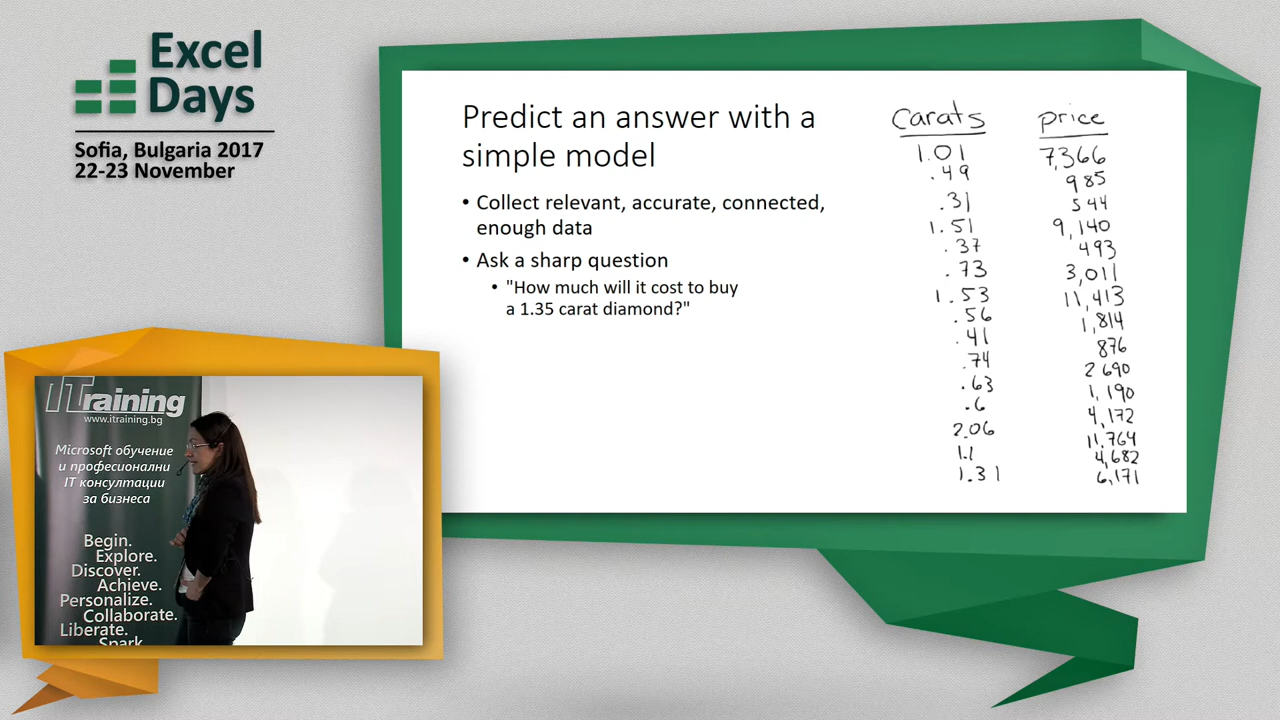 Excel
Days
Sofia, Bulgaria 2017
22-23 November
Predict an answer with a
simple model
• Collect relevant, accurate, connected,
enough data
• Ask a sharp question
• "How much will it cost to buy
a 1.35 carat diamond?"
carats price
1.01 7,366
.49 985
.31 544
1.51 9,140
.37 493
.73 3,011
1.53 11,413
.56 1,814
.41 876
.74 2 690
.63 1,190
.6 4,172
2.06 11,764
1.1 4,682
1.31 6,171
ITraining
www.itraining.bg
Microsoft обучение
и професионални
IT консултации
за бизнеса
Begin.
Explore.
Discover.
Achieve.
Personalize.
Collaborate.
Liberate.
Spark